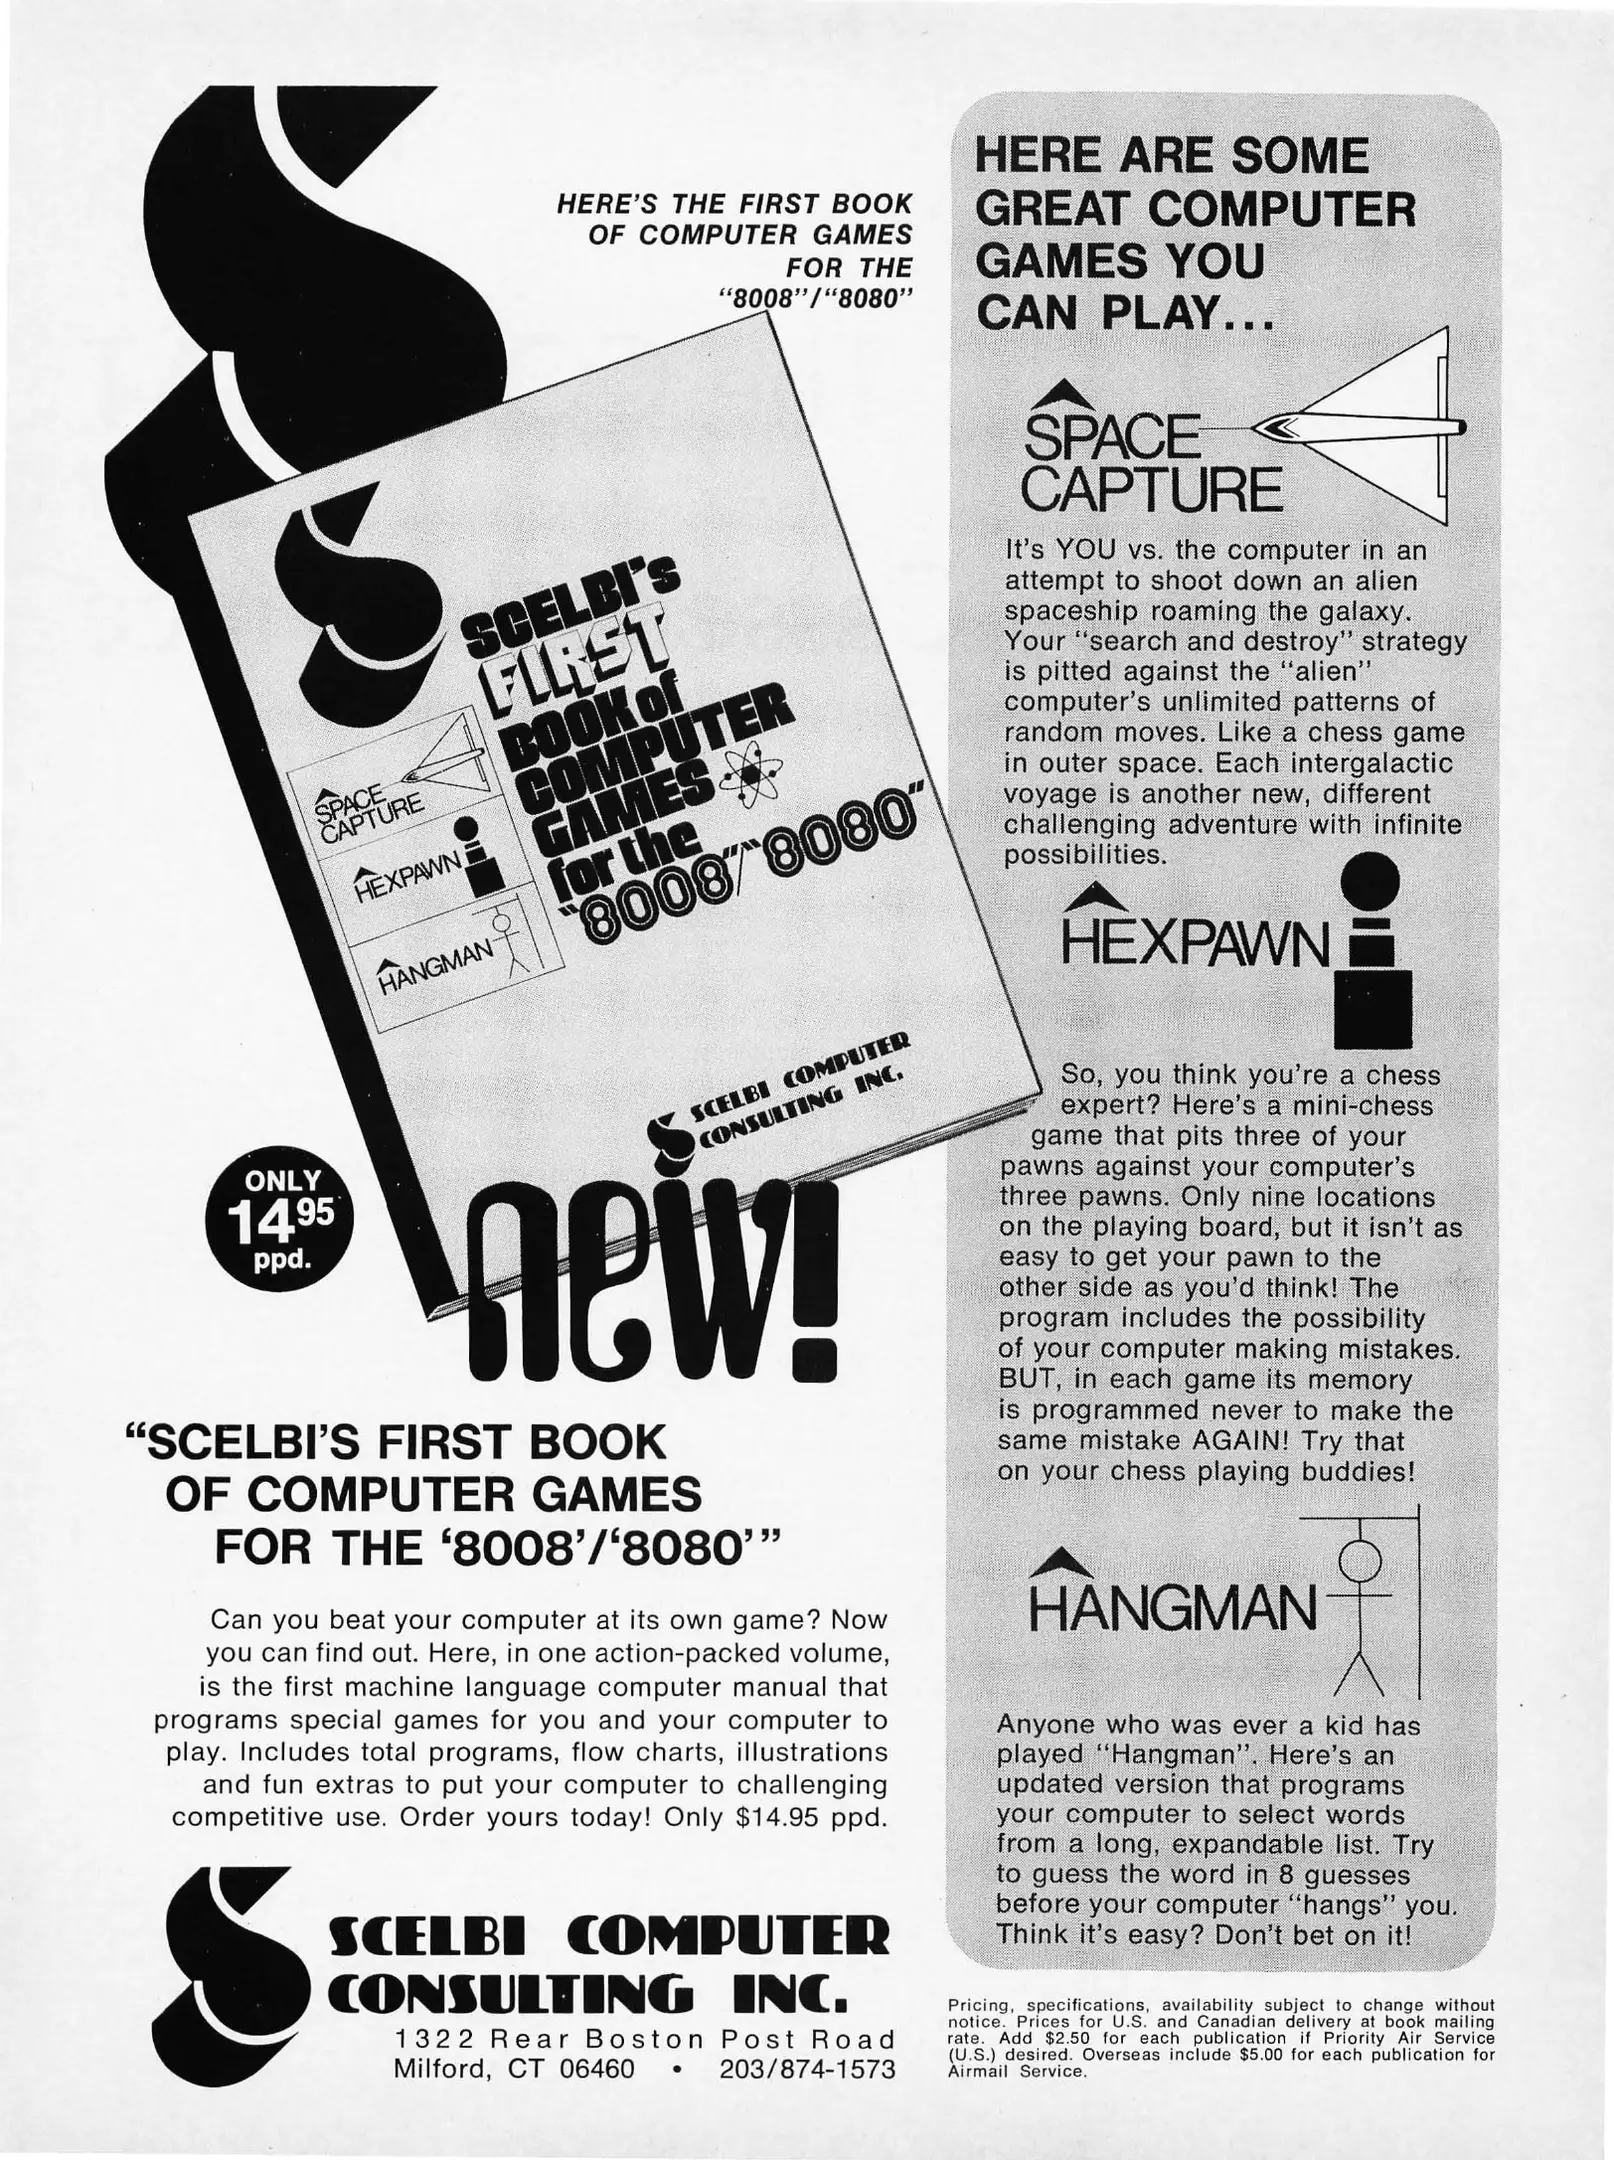 HERE'S THE FIRST BOOK
OF COMPUTER GAMES
FOR THE
"8008"/"8080"
SCELBI's
FIRST
BOOK of
COMPUTER
GAMES
for the
"8008"/"8080"
SPACE
CAPTURE
HEXPAWN
HANGMAN
SCELBI COMPUTER
CONSULTING INC.
ONLY
14.95
ppd.
new!
"SCELBI'S FIRST BOOK
OF COMPUTER GAMES
FOR THE '8008'/'8080'"
Can you beat your computer at its own game? Now
you can find out. Here, in one action-packed volume,
is the first machine language computer manual that
programs special games for you and your computer to
play. Includes total programs, flow charts, illustrations
and fun extras to put your computer to challenging
competitive use. Order yours today! Only $14.95 ppd.
SCELBI COMPUTER
CONSULTING INC.
1322 Rear Boston Post Road
Milford, CT 06460 • 203/874-1573
HERE ARE SOME
GREAT COMPUTER
GAMES YOU
CAN PLAY...
SPACE
CAPTURE
It's YOU vs. the computer in an
attempt to shoot down an alien
spaceship roaming the galaxy.
Your "search and destroy" strategy
is pitted against the "alien"
computer's unlimited patterns of
random moves. Like a chess game
in outer space. Each intergalactic
voyage is another new, different
challenging adventure with infinite
possibilities.
HEXPAWN
So, you think you're a chess
expert? Here's a mini-chess
game that pits three of your
pawns against your computer's
three pawns. Only nine locations
on the playing board, but it isn't as
easy to get your pawn to the
other side as you'd think! The
program includes the possibility
of your computer making mistakes.
BUT, in each game its memory
is programmed never to make the
same mistake AGAIN! Try that
on your chess playing buddies!
HANGMAN
Anyone who was ever a kid has
played "Hangman". Here's an
updated version that programs
your computer to select words
from a long, expandable list. Try
to guess the word in 8 guesses
before your computer "hangs" you.
Think it's easy? Don't bet on it!
Pricing, specifications, availability subject to change without
notice. Prices for U.S. and Canadian delivery at book mailing
rate. Add $2.50 for each publication if Priority Air Service
(U.S.) desired. Overseas include $5.00 for each publication for
Airmail Service.